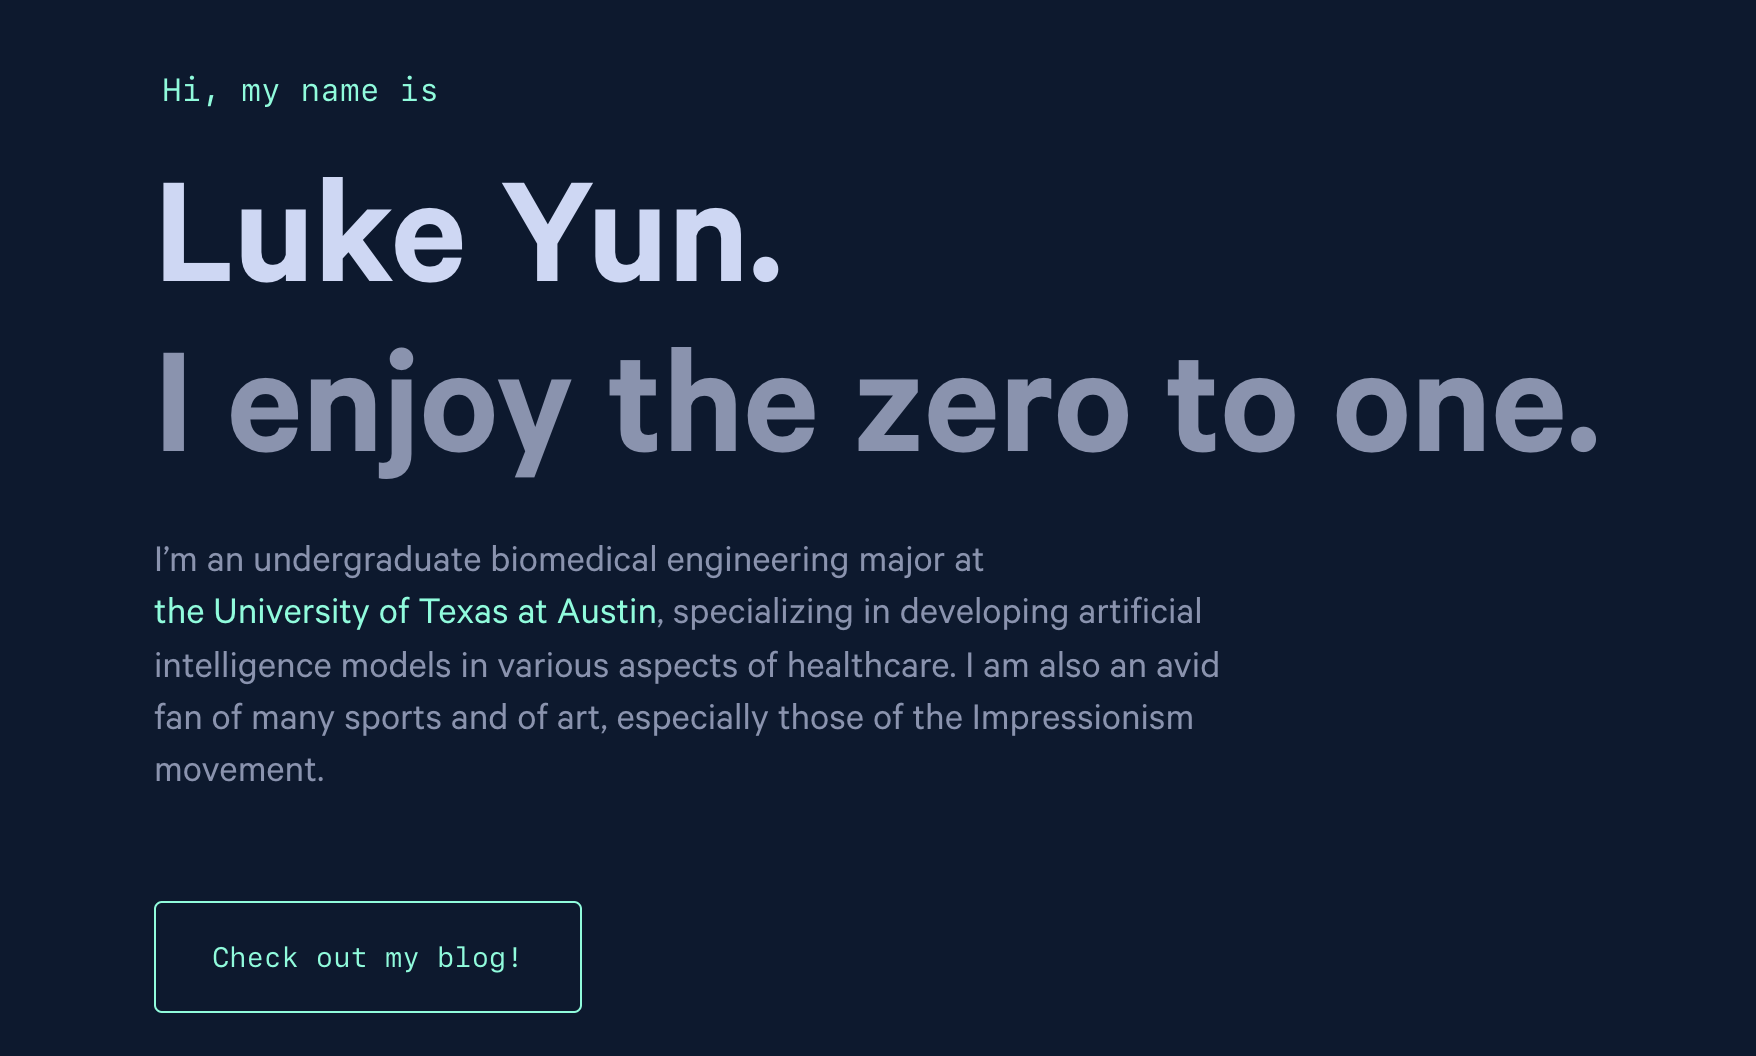 Hi, my name is
Luke Yun.
I enjoy the zero to one.
I’m an undergraduate biomedical engineering major at
the University of Texas at Austin, specializing in developing artificial
intelligence models in various aspects of healthcare. I am also an avid
fan of many sports and of art, especially those of the Impressionism
movement.
Check out my blog!